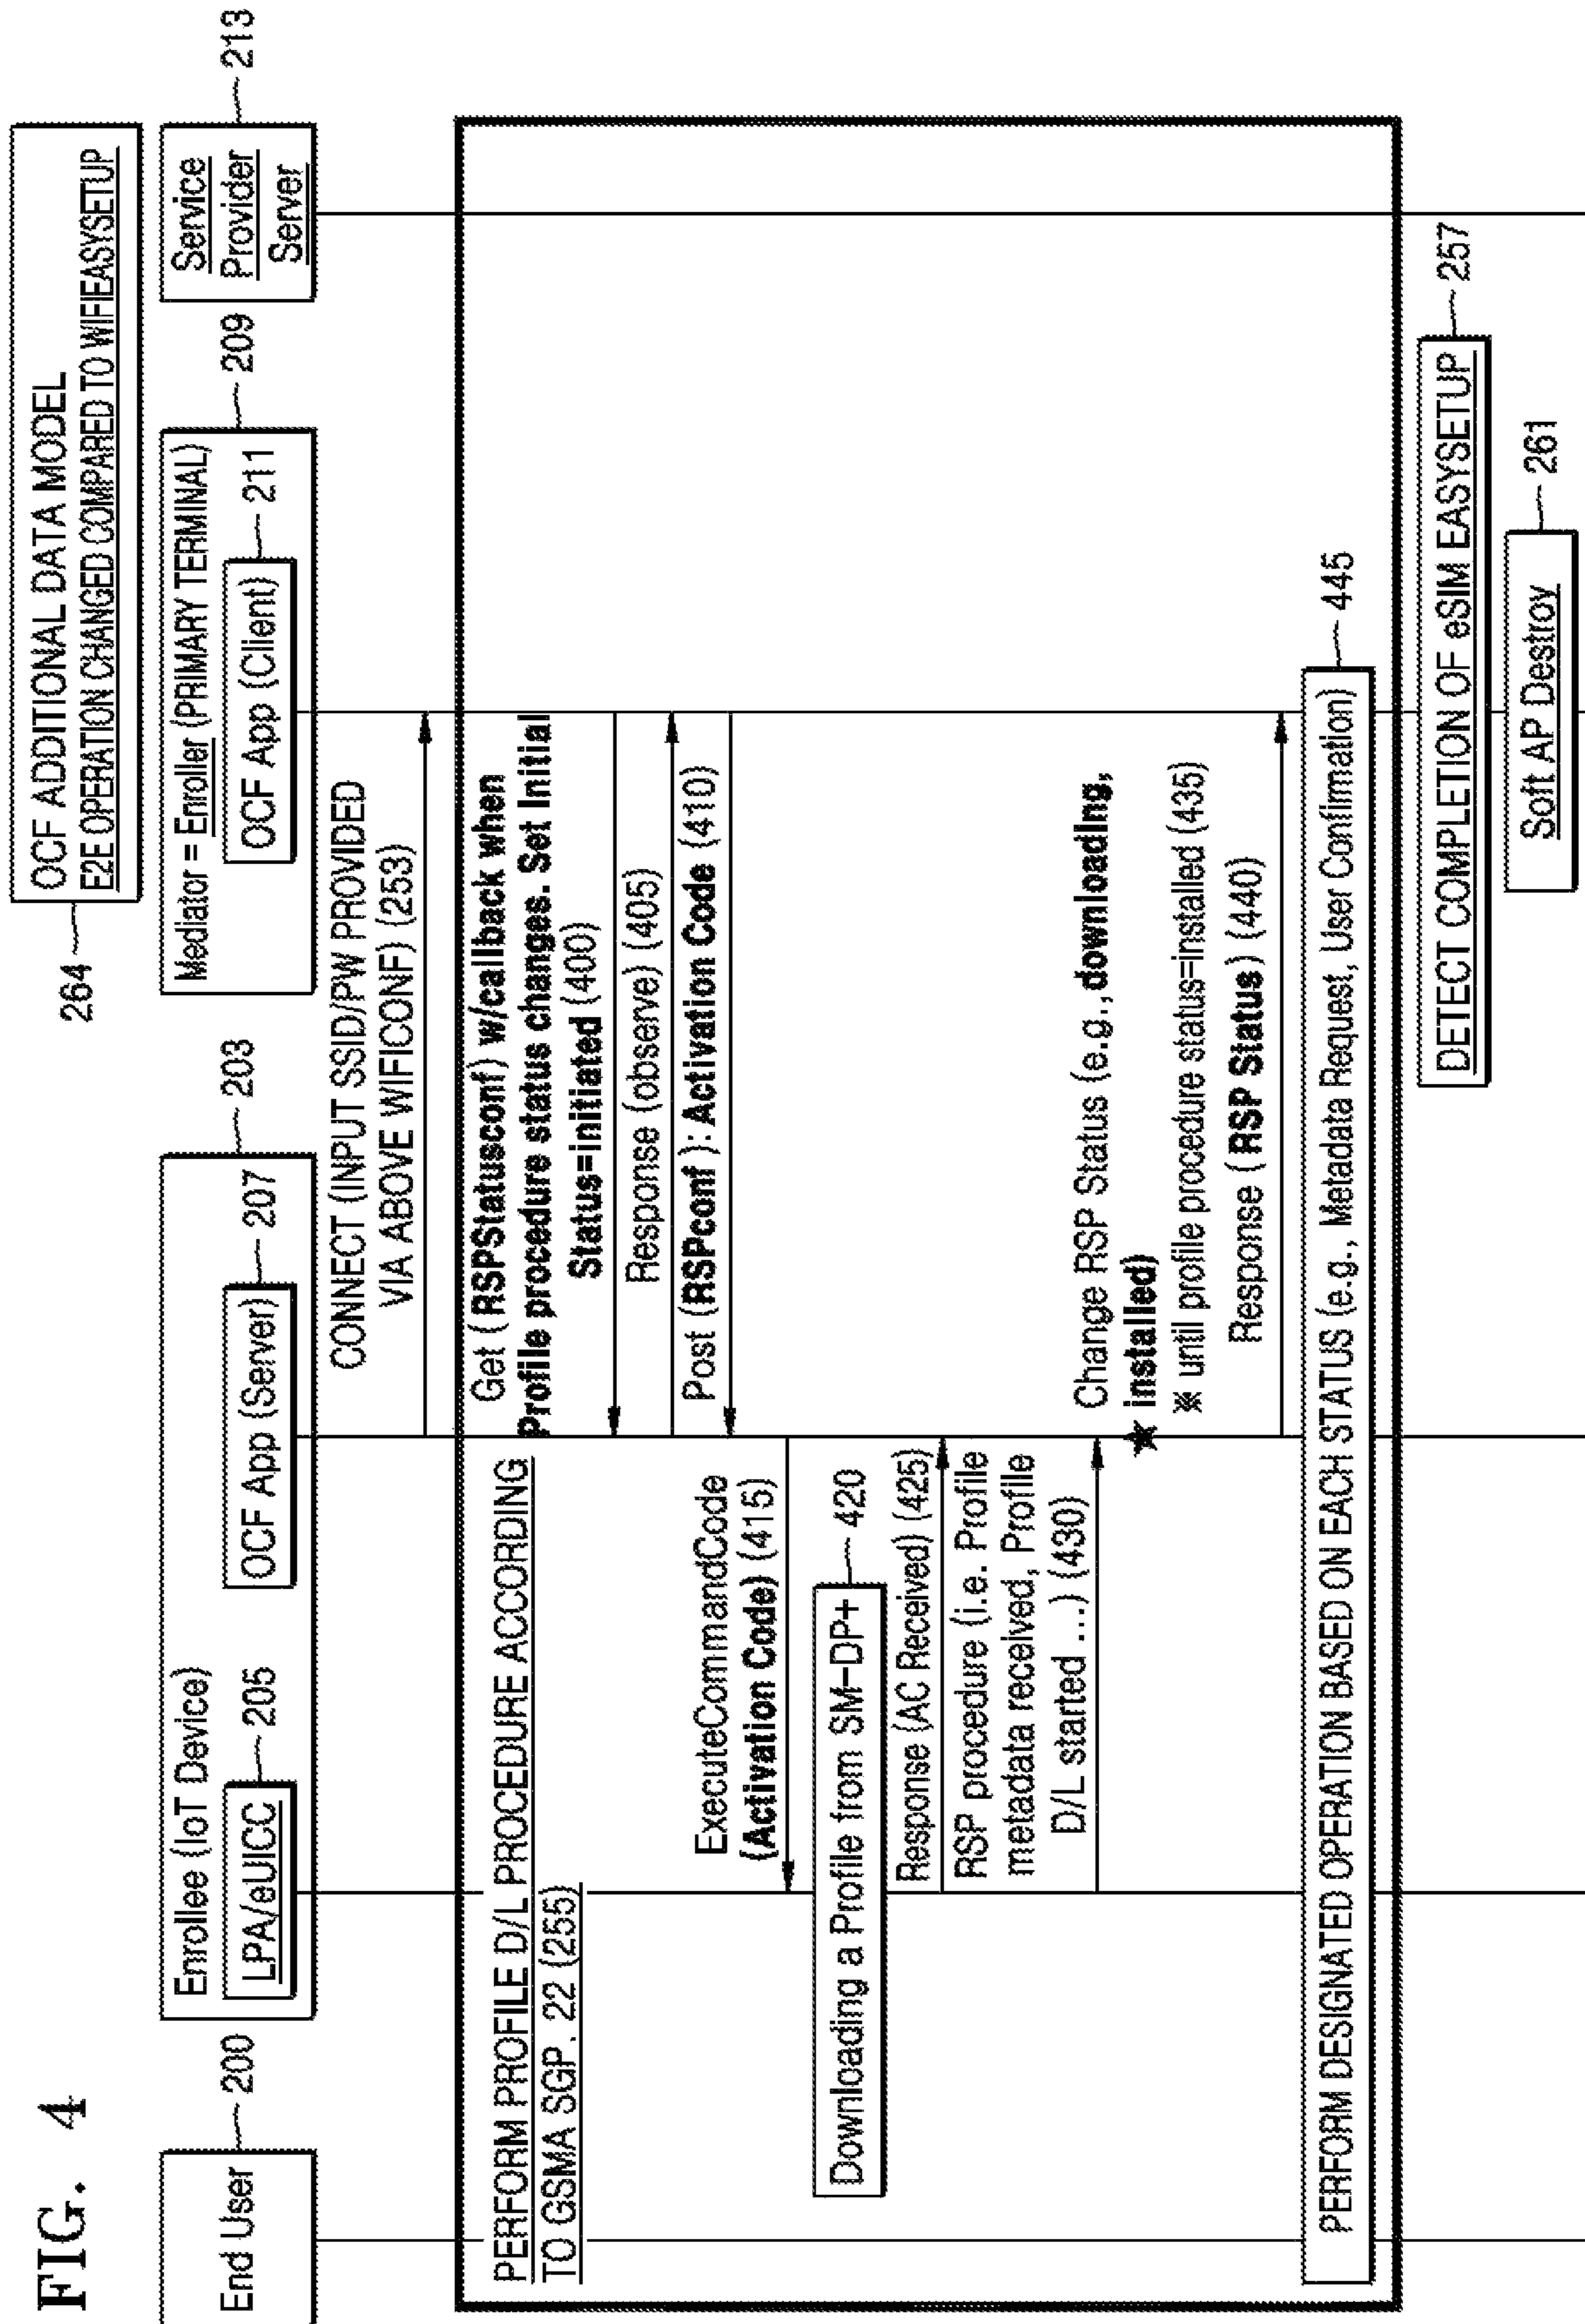 FIG. 4
264
OCF ADDITIONAL DATA MODEL
E2E OPERATION CHANGED COMPARED TO WIFIEASYSETUP
End User
200
Enrollee (IoT Device)
203
LPA/eUICC
205
OCF App (Server)
207
Mediator = Enroller (PRIMARY TERMINAL)
209
OCF App (Client)
211
Service
Provider
Server
213
CONNECT (INPUT SSID/PW PROVIDED
VIA ABOVE WIFICONF) (253)
PERFORM PROFILE D/L PROCEDURE ACCORDING
TO GSMA SGP. 22 (255)
Get (RSPStatusconf) w/callback when
Profile procedure status changes. Set Initial
Status=initiated (400)
Response (observe) (405)
Post (RSPconf): Activation Code (410)
ExecuteCommandCode
(Activation Code) (415)
Downloading a Profile from SM-DP+
420
Response (AC Received) (425)
RSP procedure (i.e. Profile
metadata received, Profile
D/L started ...) (430)
Change RSP Status (e.g., downloading,
★ installed)
※ until profile procedure status=installed (435)
Response (RSP Status) (440)
445
PERFORM DESIGNATED OPERATION BASED ON EACH STATUS (e.g., Metadata Request, User Confirmation)
DETECT COMPLETION OF eSIM EASYSETUP
257
Soft AP Destroy
261